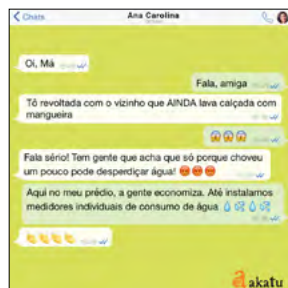 Chats
Ana Carolina
Oi, Má
Fala, amiga
Tô revoltada com o vizinho que AINDA lava calçada com
mangueira
Fala sério! Tem gente que acha que só porque choveu
um pouco pode desperdiçar água!
Aqui no meu prédio, a gente economiza. Até instalamos
medidores individuais de consumo de água
akatu